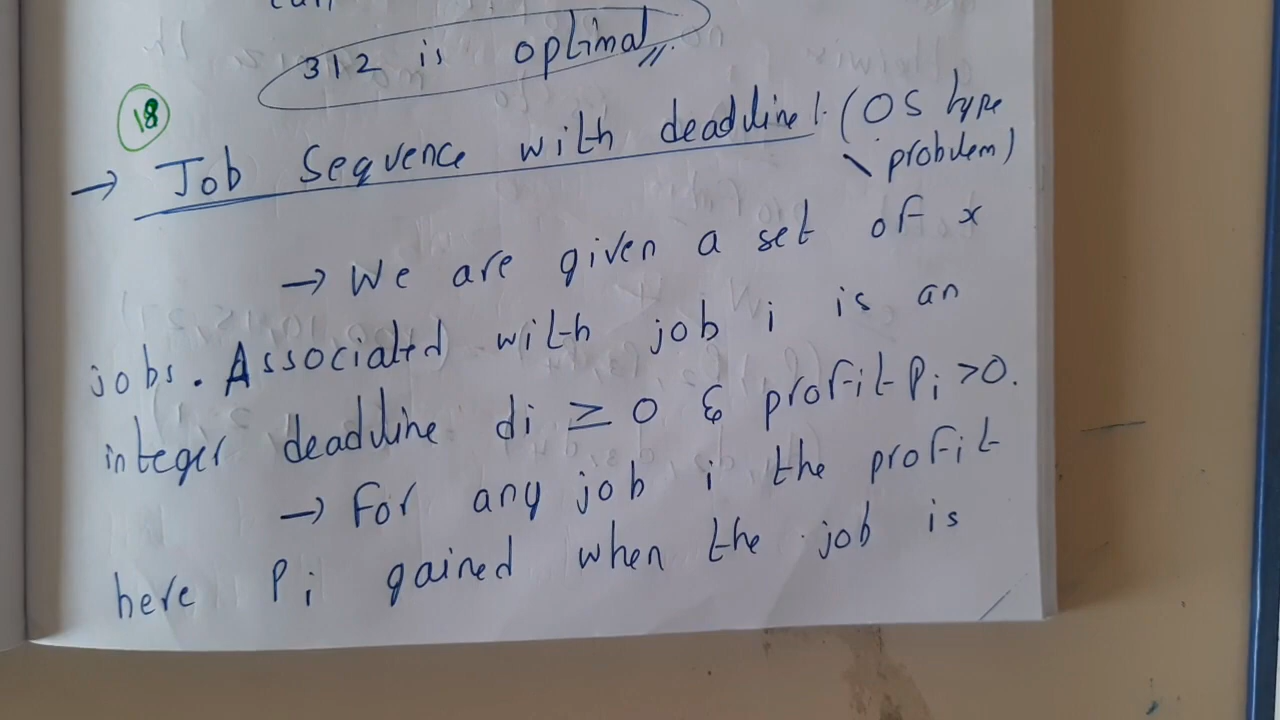 312 is optimal
18
→ Job Sequence with deadline!. (OS type
problem)
→ We are given a set of x
jobs. Associated with job i is an
integer deadline di ≥ 0 & profit Pi >0.
→ For any job i the profit
here Pi gained when the job is